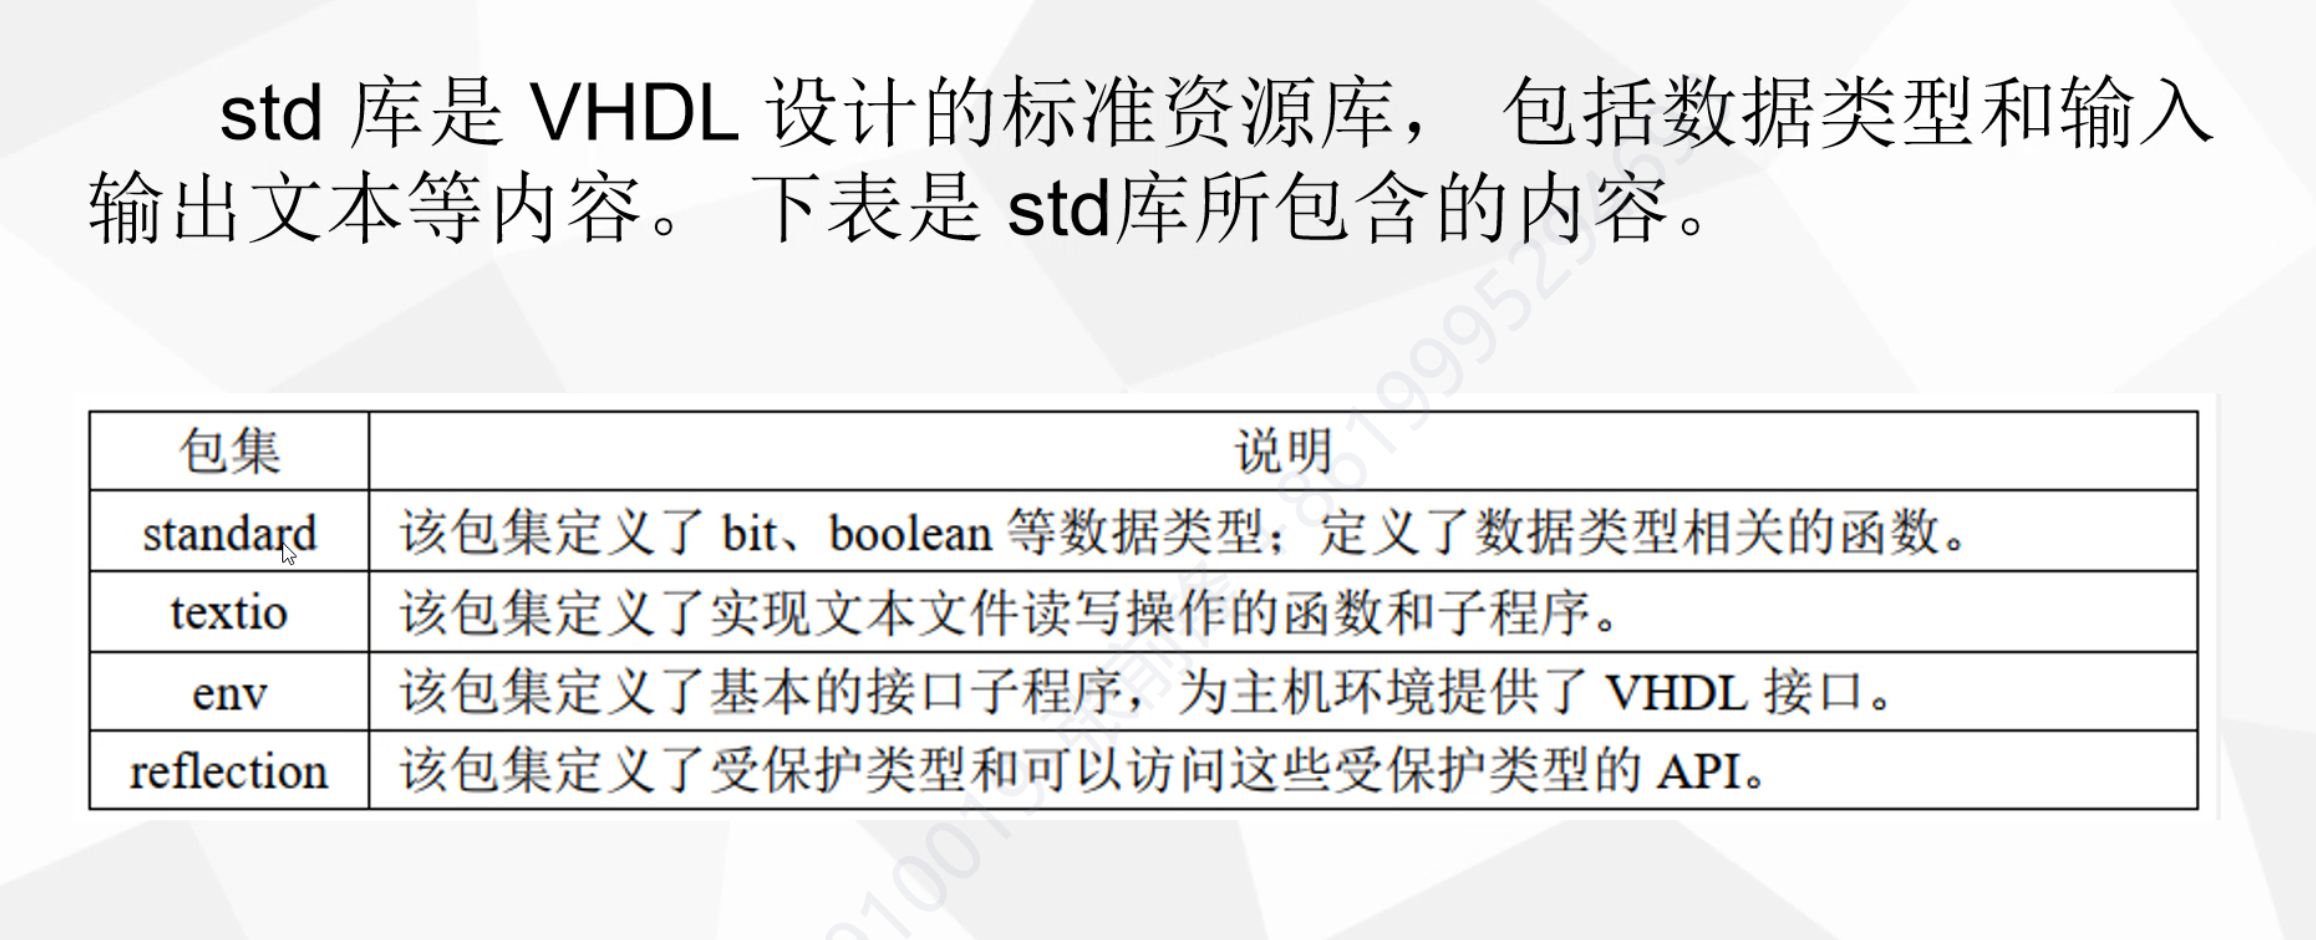 std 库是 VHDL 设计的标准资源库， 包括数据类型和输入
输出文本等内容。 下表是 std库所包含的内容。
包集 说明
standard 该包集定义了 bit、boolean 等数据类型；定义了数据类型相关的函数。
textio 该包集定义了实现文本文件读写操作的函数和子程序。
env 该包集定义了基本的接口子程序，为主机环境提供了 VHDL 接口。
reflection 该包集定义了受保护类型和可以访问这些受保护类型的 API。